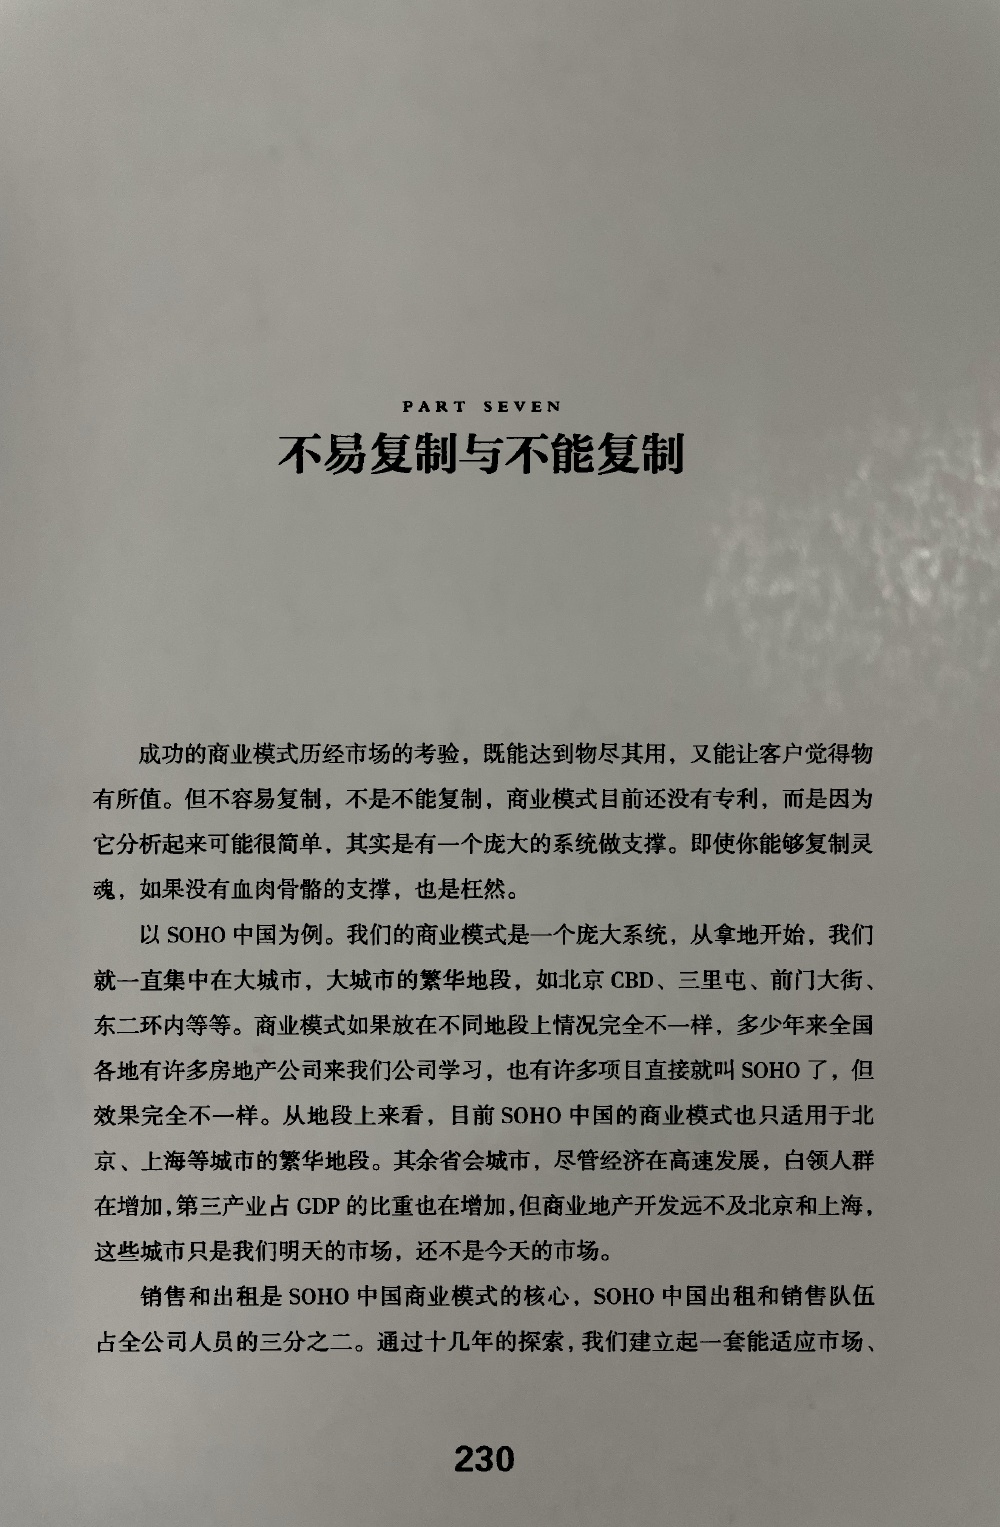 PART SEVEN
不易复制与不能复制
成功的商业模式历经市场的考验，既能达到物尽其用，又能让客户觉得物
有所值。但不容易复制，不是不能复制，商业模式目前还没有专利，而是因为
它分析起来可能很简单，其实是有一个庞大的系统做支撑。即使你能够复制灵
魂，如果没有血肉骨骼的支撑，也是枉然。
以 SOHO 中国为例。我们的商业模式是一个庞大系统，从拿地开始，我们
就一直集中在大城市，大城市的繁华地段，如北京 CBD、三里屯、前门大街、
东二环内等等。商业模式如果放在不同地段上情况完全不一样，多少年来全国
各地有许多房地产公司来我们公司学习，也有许多项目直接就叫 SOHO 了，但
效果完全不一样。从地段上来看，目前 SOHO 中国的商业模式也只适用于北
京、上海等城市的繁华地段。其余省会城市，尽管经济在高速发展，白领人群
在增加，第三产业占 GDP 的比重也在增加，但商业地产开发远不及北京和上海，
这些城市只是我们明天的市场，还不是今天的市场。
销售和出租是 SOHO 中国商业模式的核心，SOHO 中国出租和销售队伍
占全公司人员的三分之二。通过十几年的探索，我们建立起一套能适应市场、
230